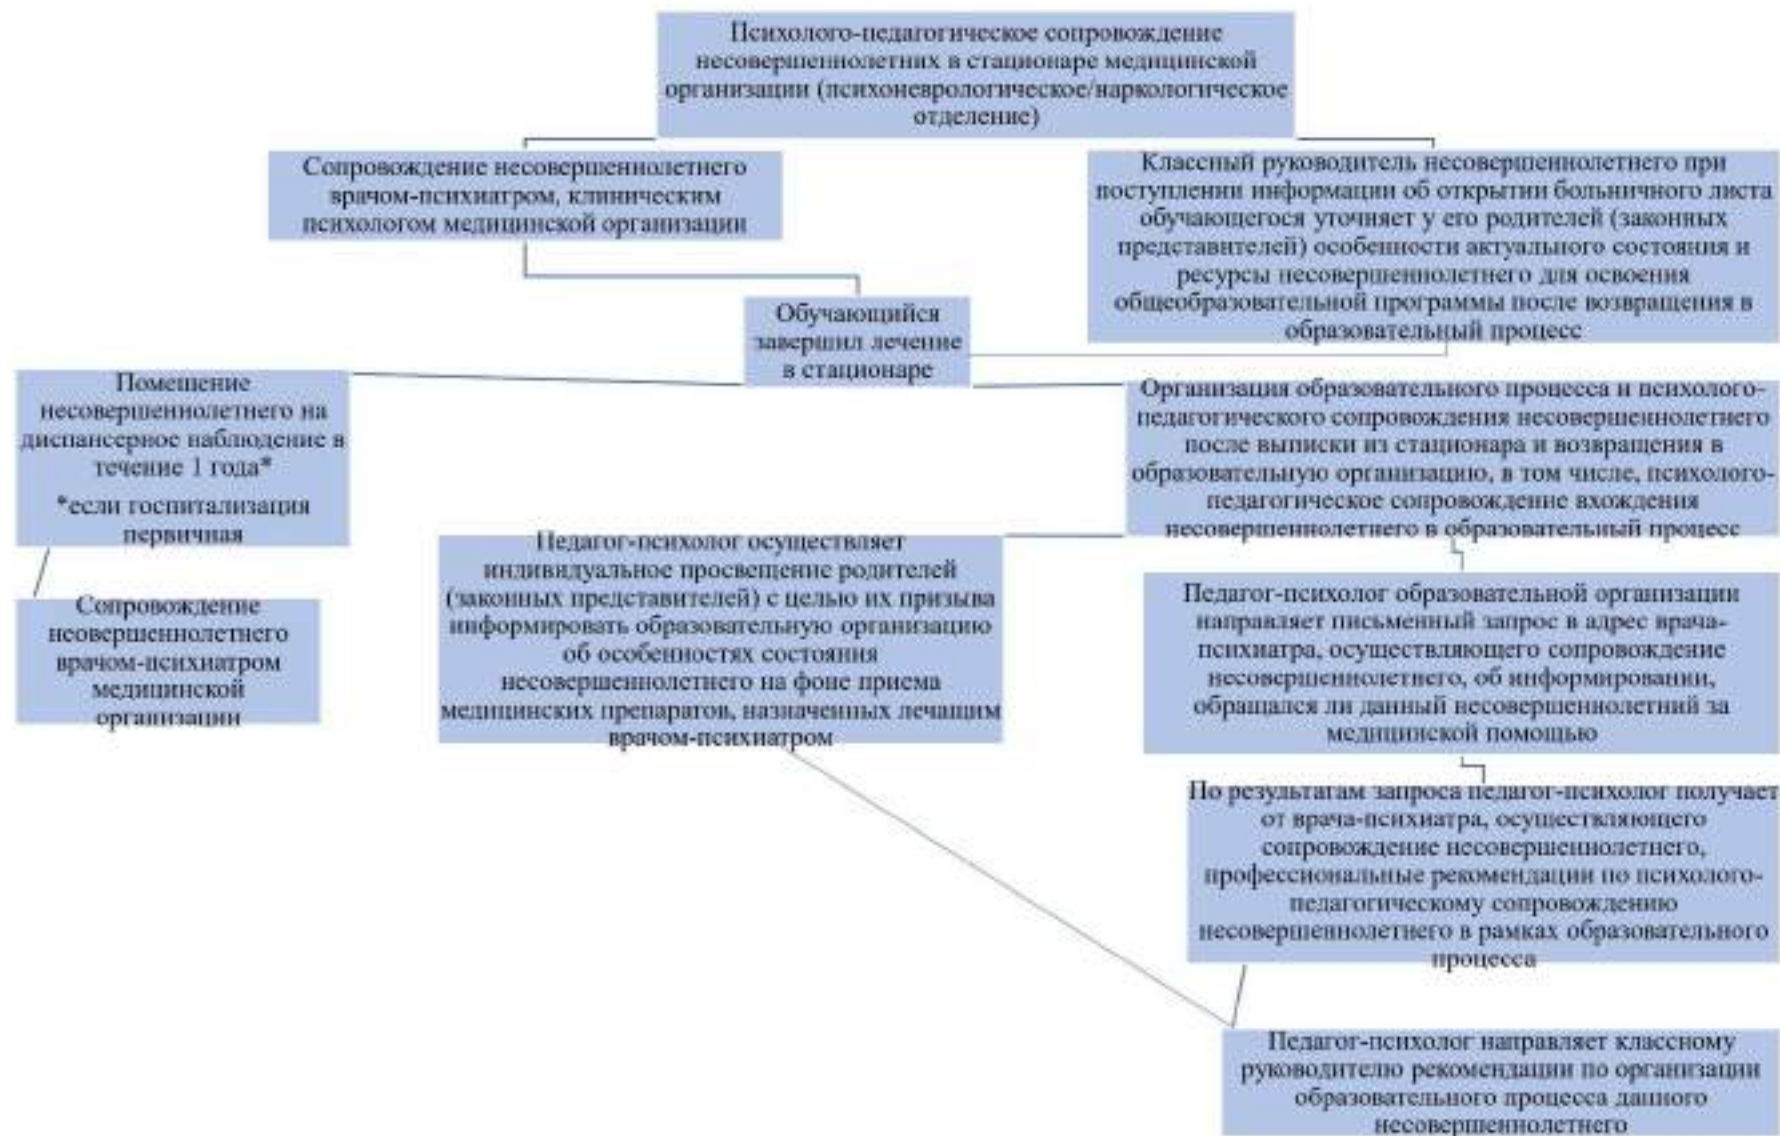 Психолого-педагогическое сопровождение
несовершеннолетних в стационаре медицинской
организации (психоневрологическое/наркологическое
отделение)
Сопровождение несовершеннолетнего
врачом-психиатром, клиническим
психологом медицинской организации
Классный руководитель несовершеннолетнего при
поступлении информации об открытии больничного листа
обучающегося уточняет у его родителей (законных
представителей) особенности актуального состояния и
ресурсы несовершеннолетнего для освоения
общеобразовательной программы после возвращения в
образовательный процесс
Обучающийся
завершил лечение
в стационаре
Помещение
несовершеннолетнего на
диспансерное наблюдение в
течение 1 года*
*если госпитализация
первичная
Организация образовательного процесса и психолого-
педагогического сопровождения несовершеннолетнего
после выписки из стационара и возвращения в
образовательную организацию, в том числе, психолого-
педагогическое сопровождение вхождения
несовершеннолетнего в образовательный процесс
Сопровождение
неовершеннолетнего
врачом-психиатром
медицинской
организации
Педагог-психолог осуществляет
индивидуальное просвещение родителей
(законных представителей) с целью их призыва
информировать образовательную организацию
об особенностях состояния
несовершеннолетнего на фоне приема
медицинских препаратов, назначенных лечащим
врачом-психиатром
Педагог-психолог образовательной организации
направляет письменный запрос в адрес врача-
психиатра, осуществляющего сопровождение
несовершеннолетнего, об информировании,
обращался ли данный несовершеннолетний за
медицинской помощью
По результатам запроса педагог-психолог получает
от врача-психиатра, осуществляющего
сопровождение несовершеннолетнего,
профессиональные рекомендации по психолого-
педагогическому сопровождению
несовершеннолетнего в рамках образовательного
процесса
Педагог-психолог направляет классному
руководителю рекомендации по организации
образовательного процесса данного
несовершеннолетнего